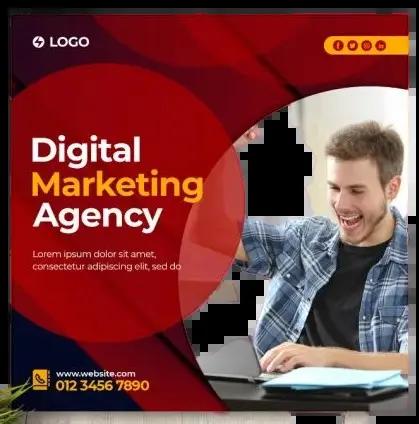 LOGO
Digital
Marketing
Agency
Lorem ipsum dolor sit amet,
consectetur adipiscing elit, sed do
www.website.com
012 3456 7890